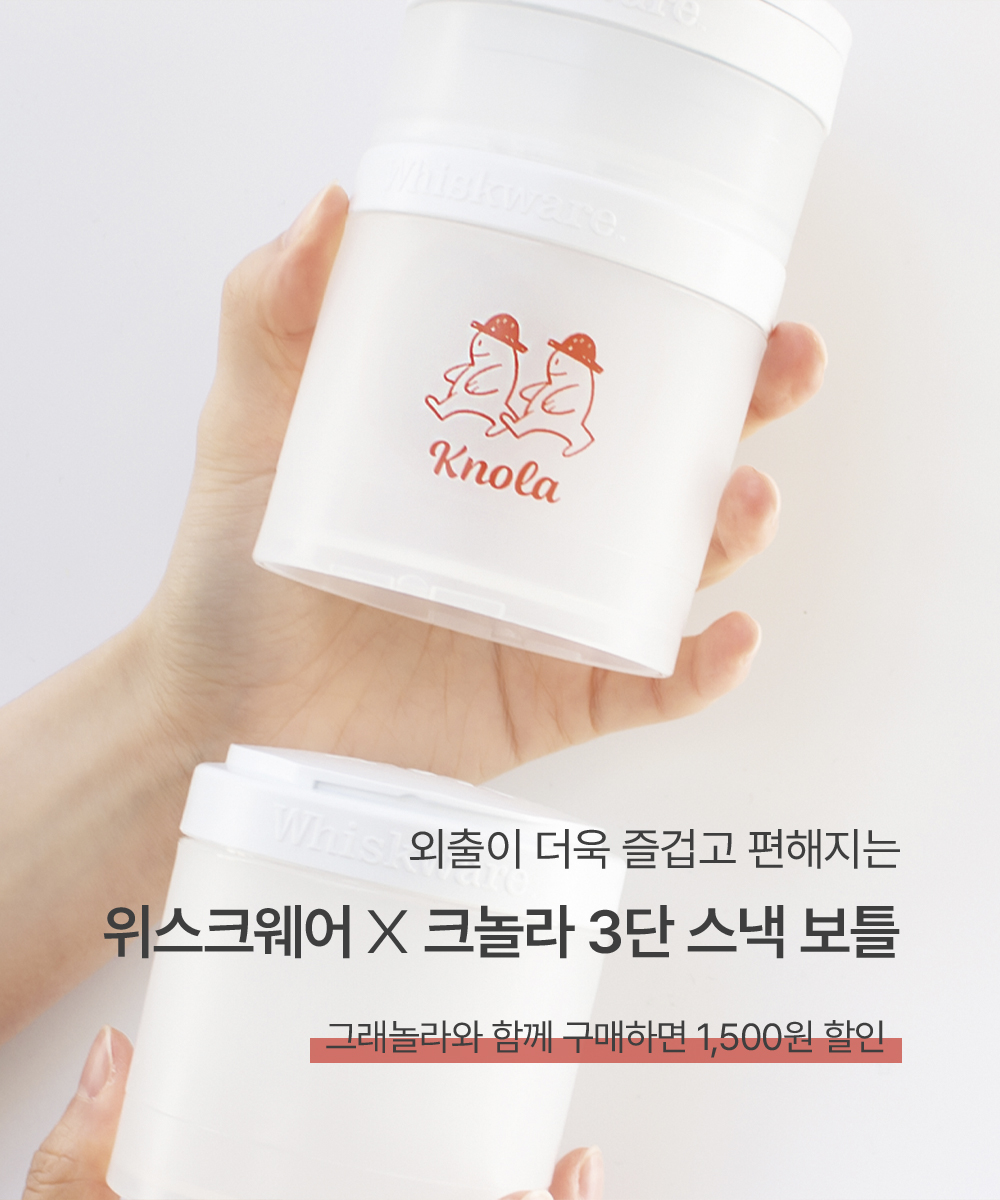 whiskware.
Knola
Whiskware
외출이 더욱 즐겁고 편해지는
위스크웨어 X 크놀라 3단 스낵 보틀
그래놀라와 함께 구매하면 1,500원 할인